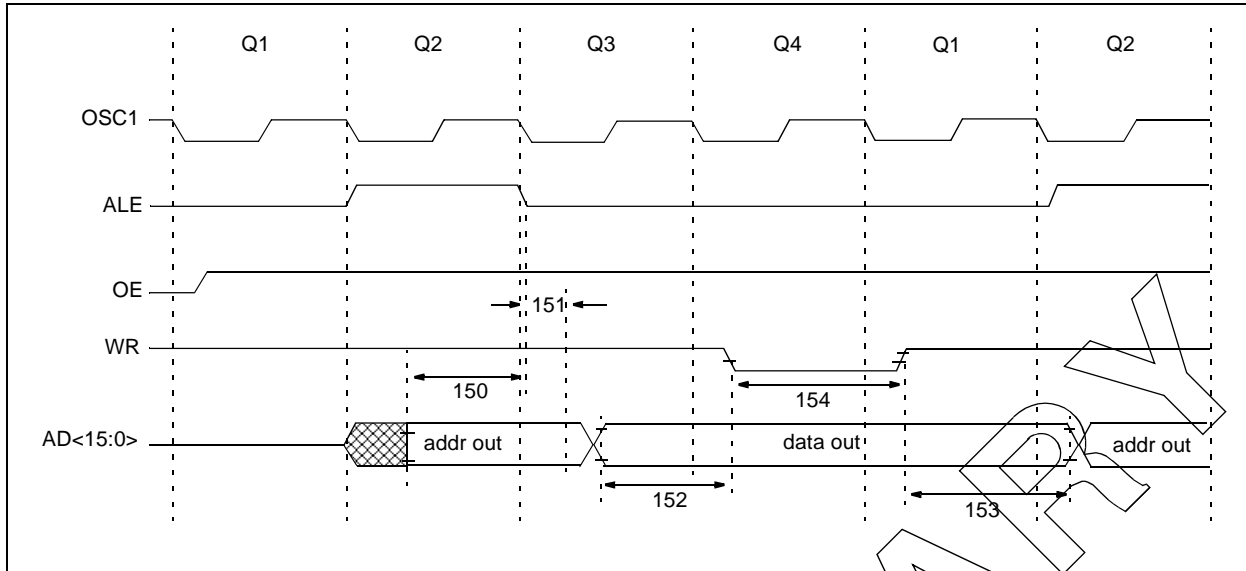 Q1 Q2 Q3 Q4 Q1 Q2
OSC1
ALE
OE
151
WR
150
154
AD<15:0>
addr out
data out
addr out
152
153